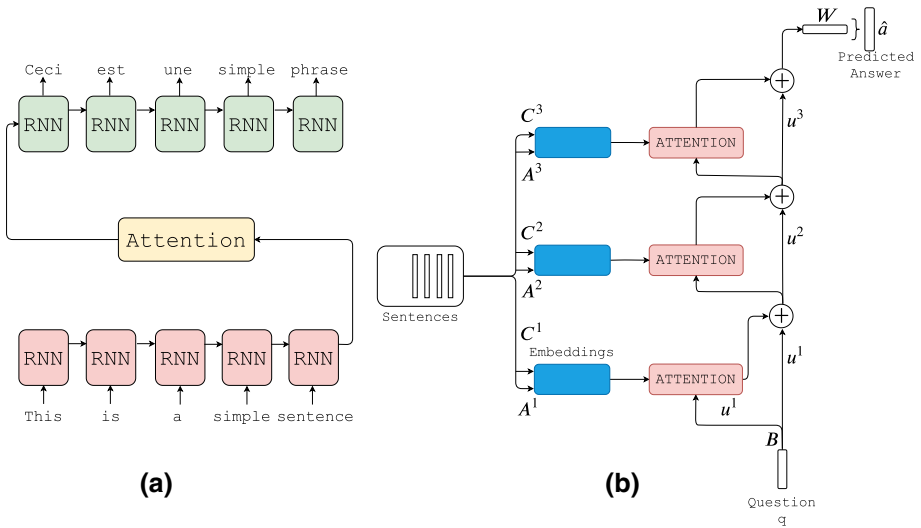 Ceci est une simple phrase
RNN RNN RNN RNN RNN
Attention
RNN RNN RNN RNN RNN
This is a simple sentence
(a)
W â
Predicted
Answer
+
u³
C³
ATTENTION
A³
+
u²
C²
ATTENTION
A²
Sentences
+
C¹
Embeddings
u¹
ATTENTION
A¹
u¹
B
Question
q
(b)